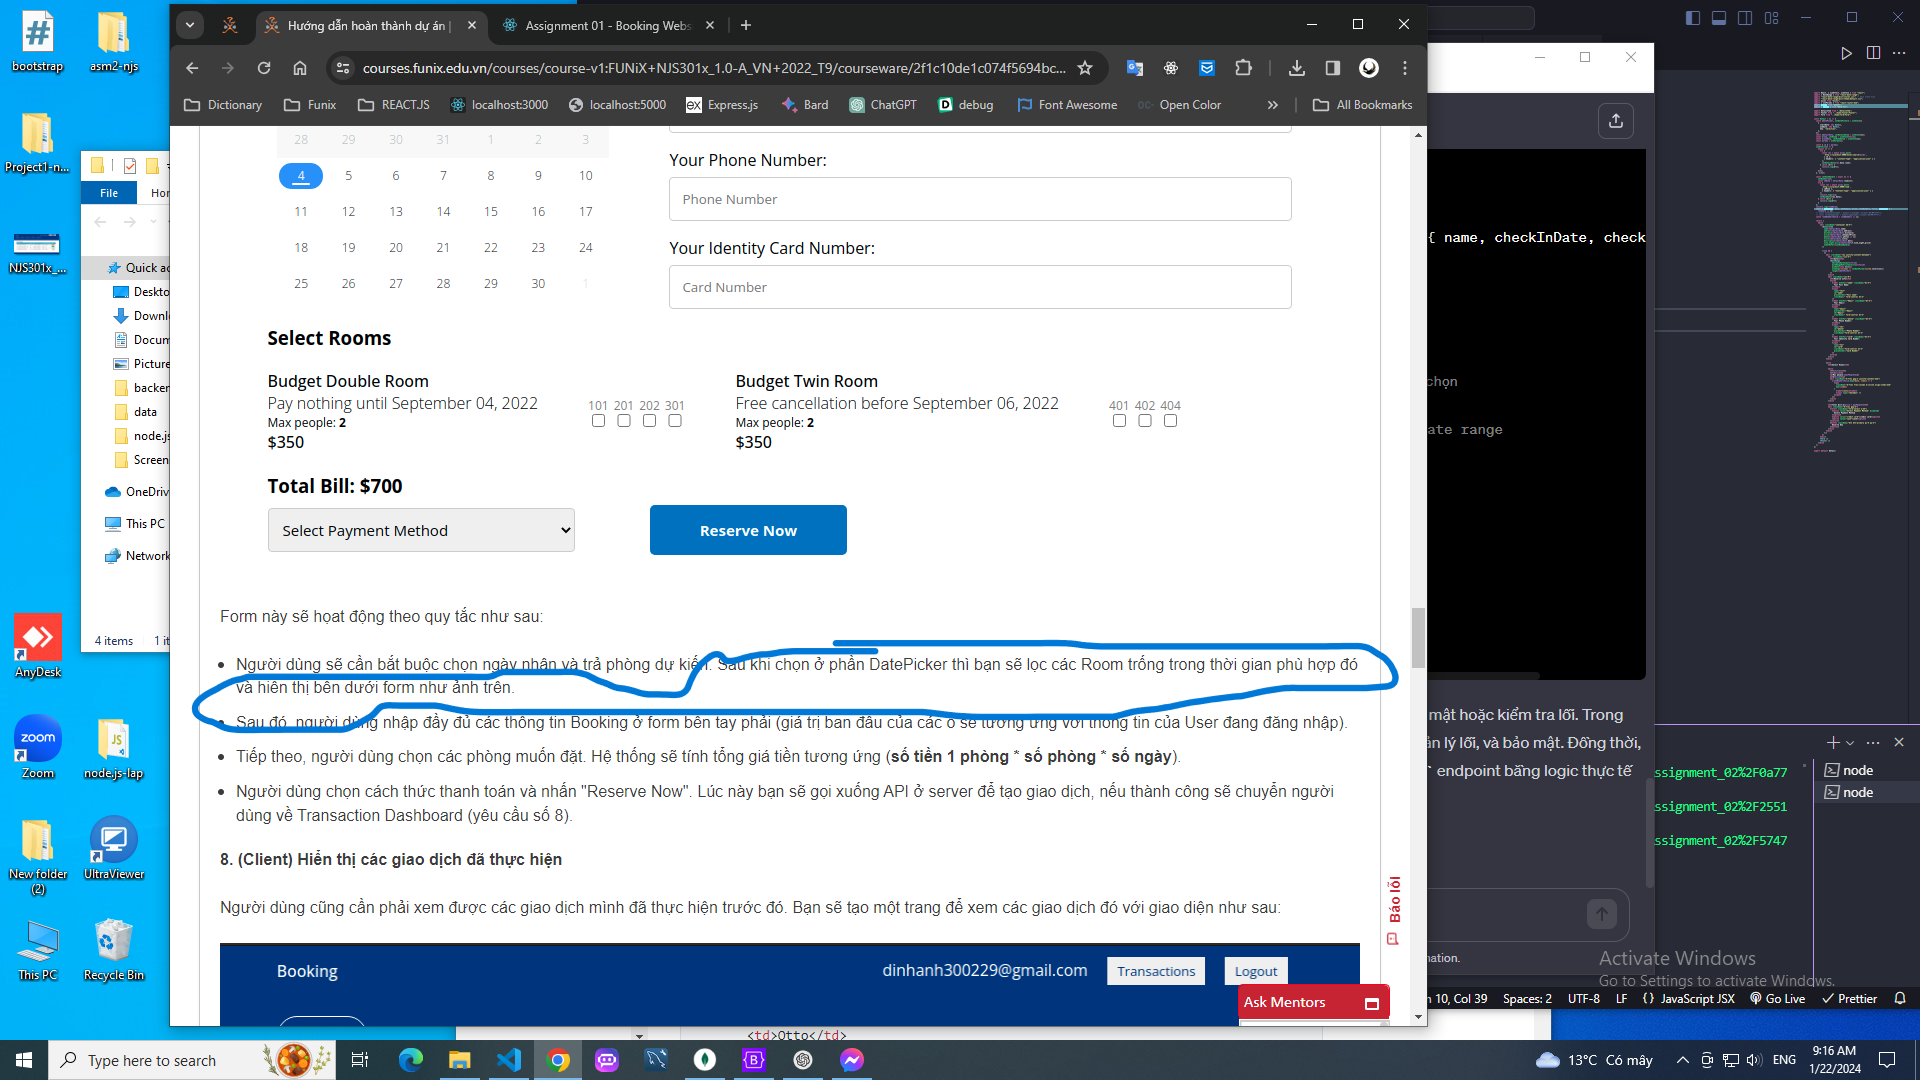 bootstrap
asm2-njs
Project1-n...
NJS301x_...
AnyDesk
Zoom
node.js-lap
New folder (2)
UltraViewer
This PC
Recycle Bin
File
Quick ac
Deskto
Downl
Docum
Picture
backer
data
node.js
Screen
OneDriv
This PC
Network
4 items
Hướng dẫn hoàn thành dự án |
Assignment 01 - Booking Webs
courses.funix.edu.vn/courses/course-v1:FUNiX+NJS301x_1.0-A_VN+2022_T9/courseware/2f1c10de1c074f5694bc...
Dictionary
Funix
REACTJS
localhost:3000
localhost:5000
Express.js
Bard
ChatGPT
debug
Font Awesome
Open Color
All Bookmarks
28 29 30 31 1 2 3
4 5 6 7 8 9 10
11 12 13 14 15 16 17
18 19 20 21 22 23 24
25 26 27 28 29 30 1
Your Phone Number:
Phone Number
Your Identity Card Number:
Card Number
Select Rooms
Budget Double Room
Pay nothing until September 04, 2022
Max people: 2
$350
101 201 202 301
Budget Twin Room
Free cancellation before September 06, 2022
Max people: 2
$350
401 402 404
Total Bill: $700
Select Payment Method
Reserve Now
Form này sẽ họat động theo quy tắc như sau:
Người dùng sẽ cần bắt buộc chọn ngày nhận và trả phòng dự kiến. Sau khi chọn ở phần DatePicker thì bạn sẽ lọc các Room trống trong thời gian phù hợp đó
và hiển thị bên dưới form như ảnh trên.
Sau đó, người dùng nhập đầy đủ các thông tin Booking ở form bên tay phải (giá trị ban đầu của các ô sẽ tương ứng với thông tin của User đang đăng nhập).
Tiếp theo, người dùng chọn các phòng muốn đặt. Hệ thống sẽ tính tổng giá tiền tương ứng (số tiền 1 phòng * số phòng * số ngày).
Người dùng chọn cách thức thanh toán và nhấn "Reserve Now". Lúc này bạn sẽ gọi xuống API ở server để tạo giao dịch, nếu thành công sẽ chuyển người
dùng về Transaction Dashboard (yêu cầu số 8).
8. (Client) Hiển thị các giao dịch đã thực hiện
Người dùng cũng cần phải xem được các giao dịch mình đã thực hiện trước đó. Bạn sẽ tạo một trang để xem các giao dịch đó với giao diện như sau:
Booking
dinhanh300229@gmail.com
Transactions
Logout
Báo lỗi
Ask Mentors
<td>Otto</td>
{ name, checkInDate, check
chọn
ate range
mật hoặc kiểm tra lỗi. Trong
ản lý lỗi, và bảo mật. Đồng thời,
endpoint bằng logic thực tế
mation.
ssignment_02%2F0a77
ssignment_02%2F2551
ssignment_02%2F5747
node
node
Activate Windows
Go to Settings to activate Windows.
n 10, Col 39
Spaces: 2
UTF-8
LF
{} JavaScript JSX
Go Live
Prettier
Type here to search
13°C Có mây
ENG
9:16 AM
1/22/2024